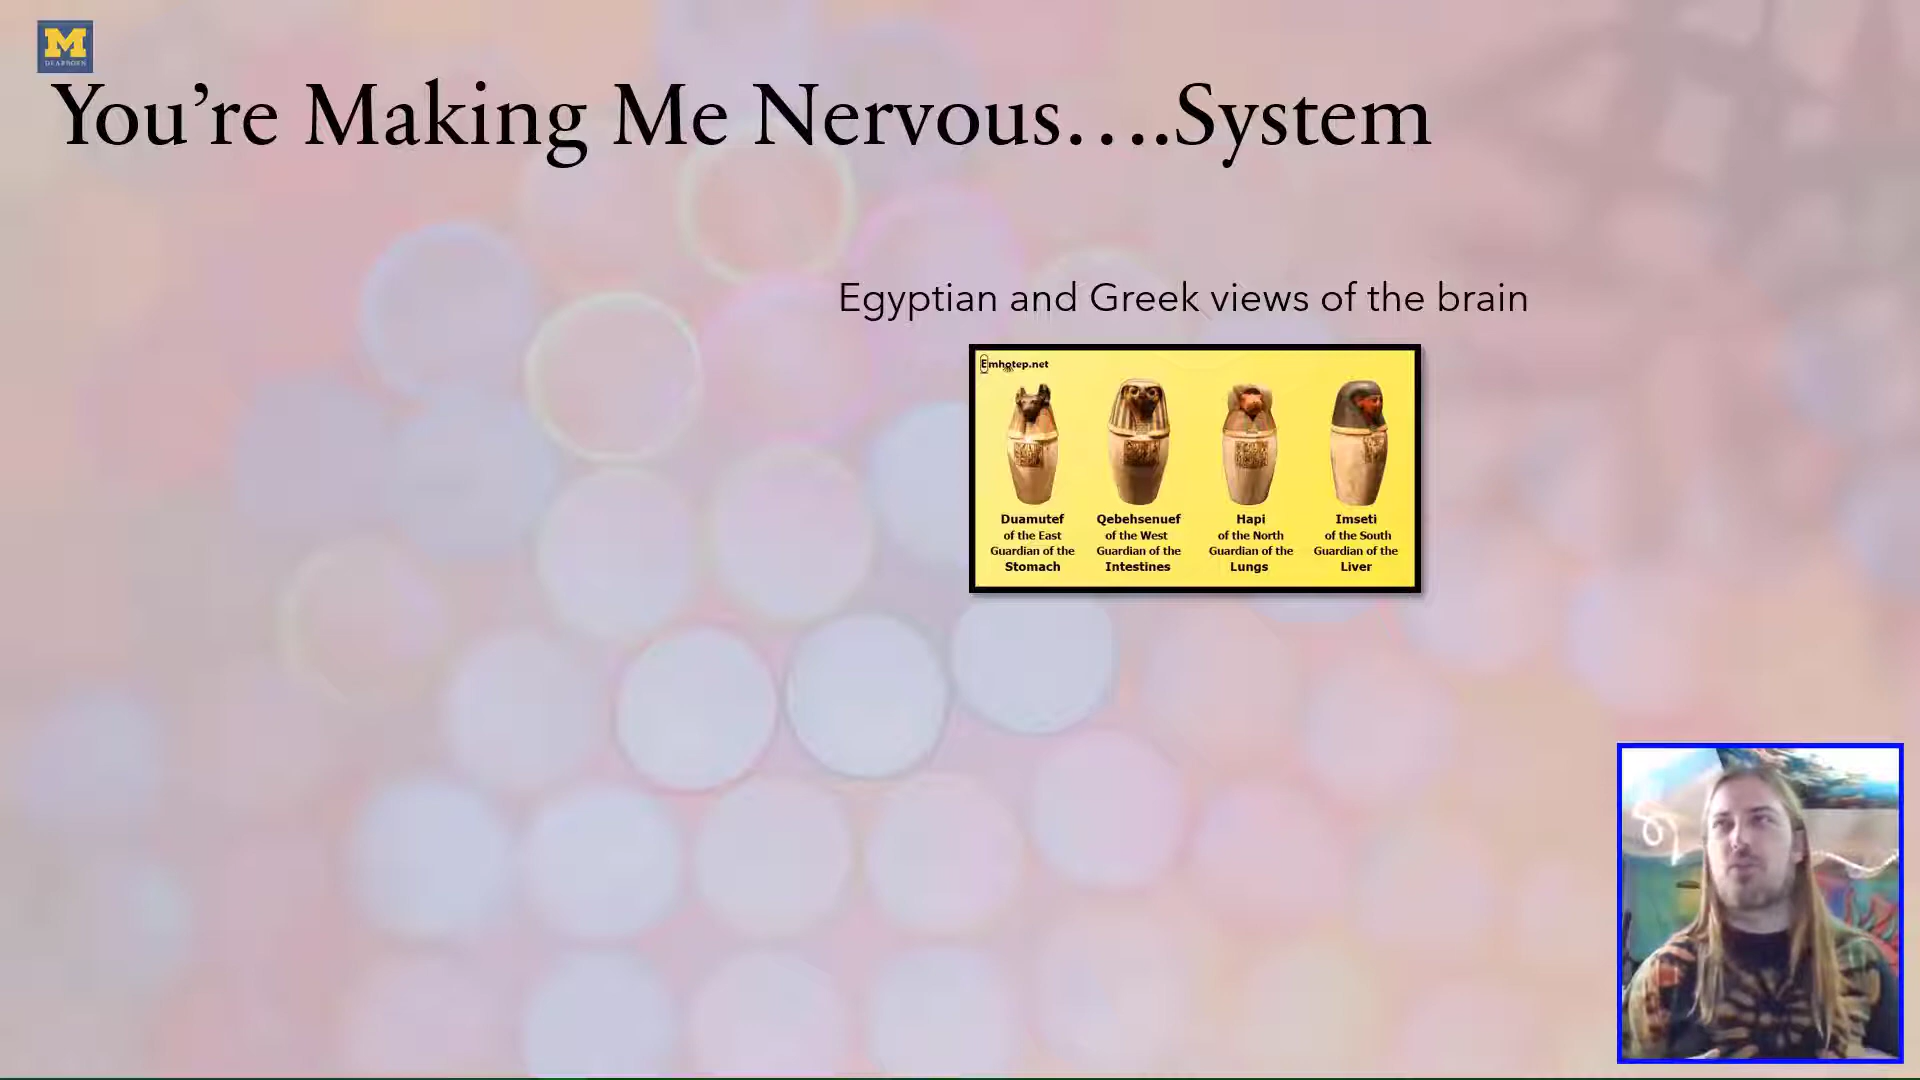 M
DEARBORN
You're Making Me Nervous....System
Egyptian and Greek views of the brain
Emhotep.net
Duamutef
of the East
Guardian of the
Stomach
Qebehsenuef
of the West
Guardian of the
Intestines
Hapi
of the North
Guardian of the
Lungs
Imseti
of the South
Guardian of the
Liver